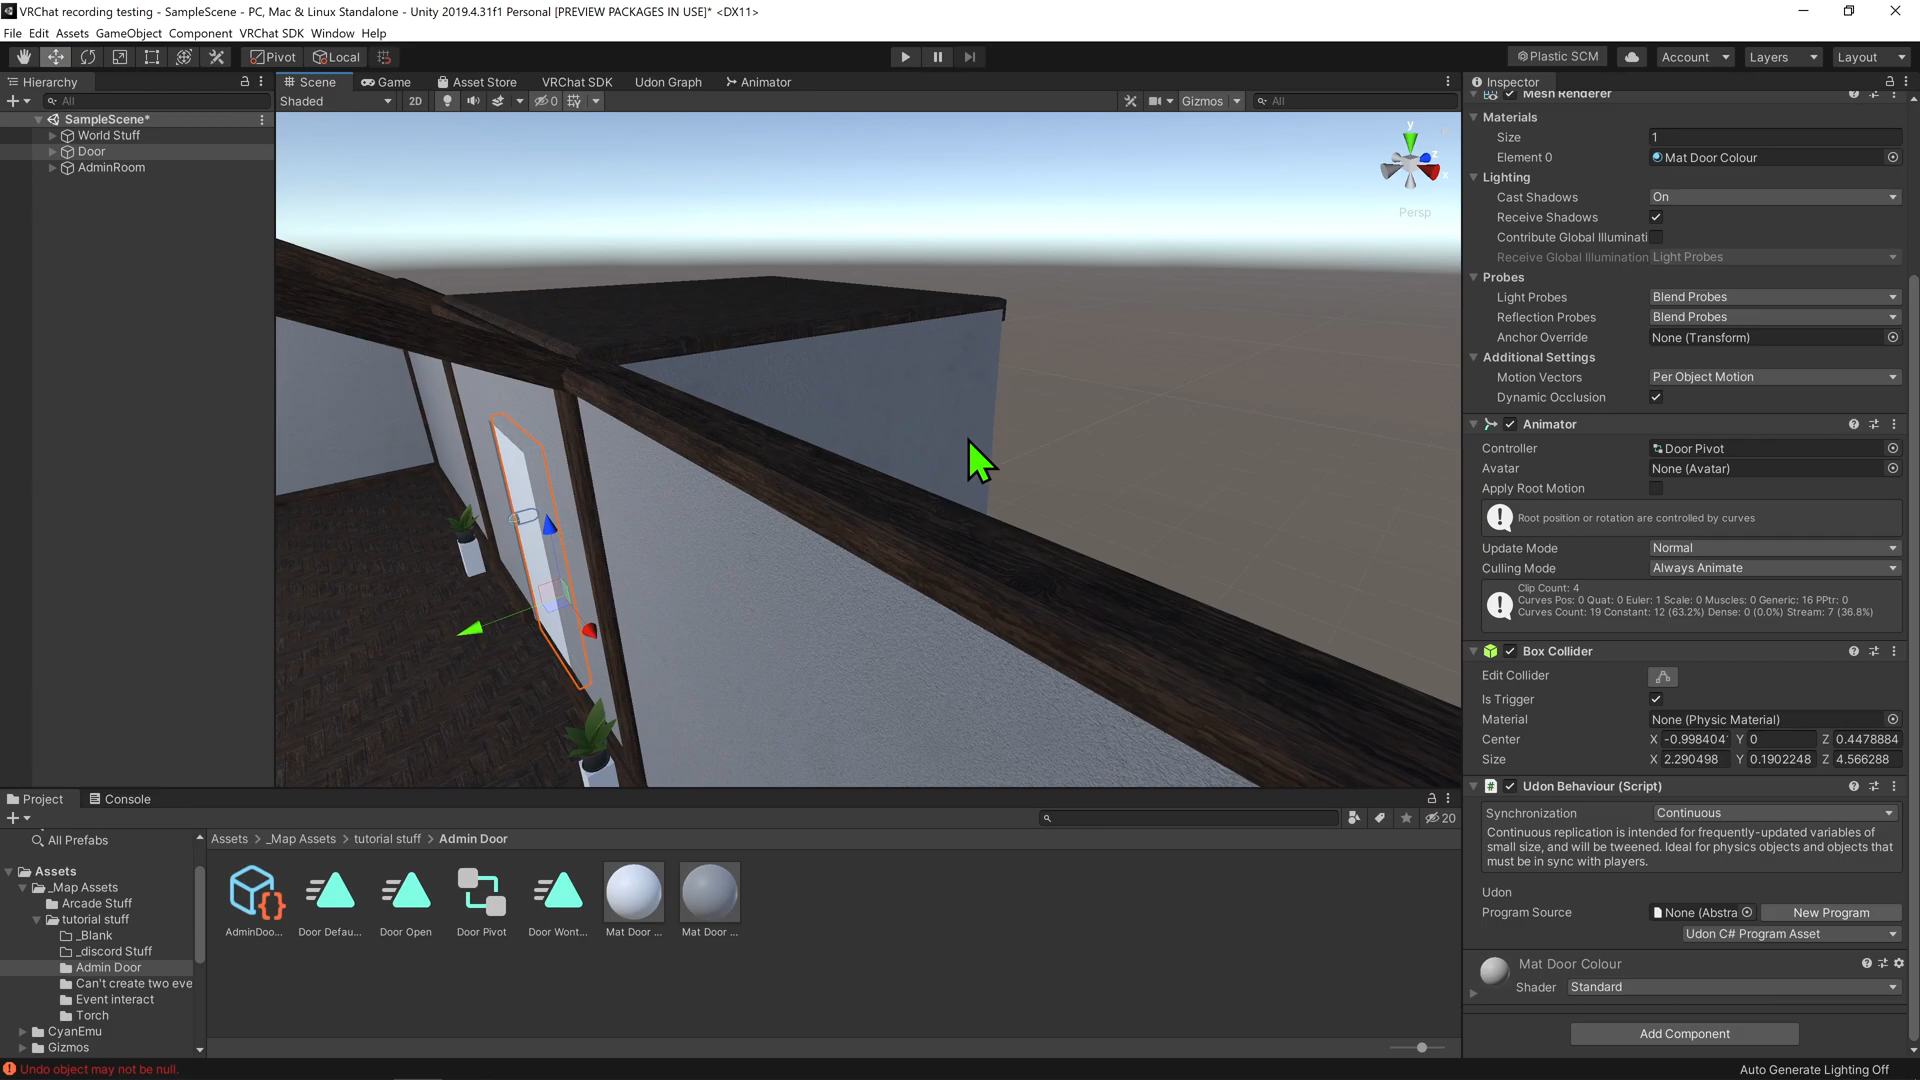 VRChat recording testing - SampleScene - PC, Mac & Linux Standalone - Unity 2019.4.31f1 Personal [PREVIEW PACKAGES IN USE]* <DX11>
File Edit Assets GameObject Component VRChat SDK Window Help
Pivot Local Plastic SCM Account Layers Layout
Hierarchy
All
SampleScene*
World Stuff
Door
AdminRoom
Scene Game Asset Store VRChat SDK Udon Graph Animator
Shaded 2D 0 Gizmos All
y
z
x
Persp
Inspector
Mesh Renderer
Materials
Size 1
Element 0 Mat Door Colour
Lighting
Cast Shadows On
Receive Shadows
Contribute Global Illuminati
Receive Global Illumination Light Probes
Probes
Light Probes Blend Probes
Reflection Probes Blend Probes
Anchor Override None (Transform)
Additional Settings
Motion Vectors Per Object Motion
Dynamic Occlusion
Animator
Controller Door Pivot
Avatar None (Avatar)
Apply Root Motion
Root position or rotation are controlled by curves
Update Mode Normal
Culling Mode Always Animate
Clip Count: 4
Curves Pos: 0 Quat: 0 Euler: 1 Scale: 0 Muscles: 0 Generic: 16 PPtr: 0
Curves Count: 19 Constant: 12 (63.2%) Dense: 0 (0.0%) Stream: 7 (36.8%)
Box Collider
Edit Collider
Is Trigger
Material None (Physic Material)
Center X -0.998404 Y 0 Z 0.4478884
Size X 2.290498 Y 0.1902248 Z 4.566288
Udon Behaviour (Script)
Synchronization Continuous
Continuous replication is intended for frequently-updated variables of
small size, and will be tweened. Ideal for physics objects and objects that
must be in sync with players.
Udon
Program Source None (Abstra New Program
Udon C# Program Asset
Mat Door Colour
Shader Standard
Add Component
Project Console
20
All Prefabs
Assets
_Map Assets
Arcade Stuff
tutorial stuff
_Blank
_discord Stuff
Admin Door
Can't create two eve
Event interact
Torch
CyanEmu
Gizmos
Assets > _Map Assets > tutorial stuff > Admin Door
AdminDoo... Door Defau... Door Open Door Pivot Door Wont... Mat Door ... Mat Door ...
Undo object may not be null.
Auto Generate Lighting Off